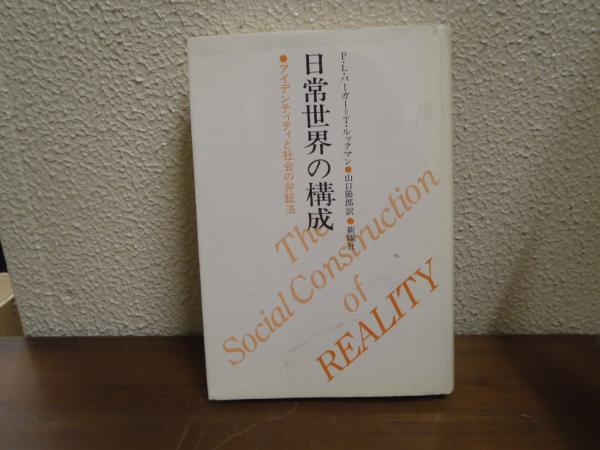 P・L・バーガー=T・ルックマン●山口節郎訳●新曜社
日常世界の構成
●アイデンティティと社会の弁証法
The
Social Construction
of
REALITY